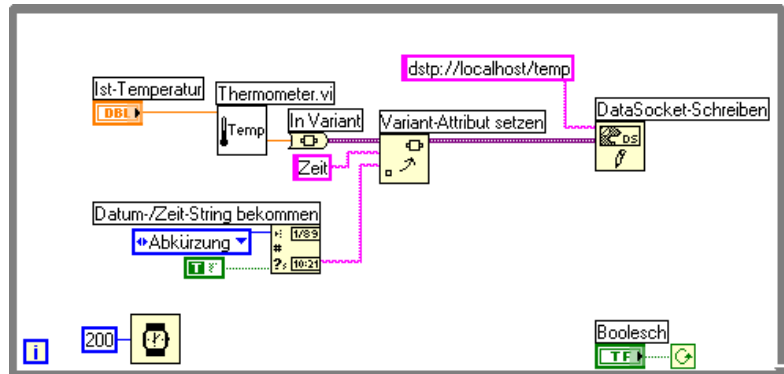 dstp://localhost/temp
Ist-Temperatur
Thermometer.vi
DataSocket-Schreiben
DBL
Temp
In Variant
Variant-Attribut setzen
DS
Zeit
Datum-/Zeit-String bekommen
1/89
Abkürzung
#
T
?
10:21
200
i
Boolesch
TF